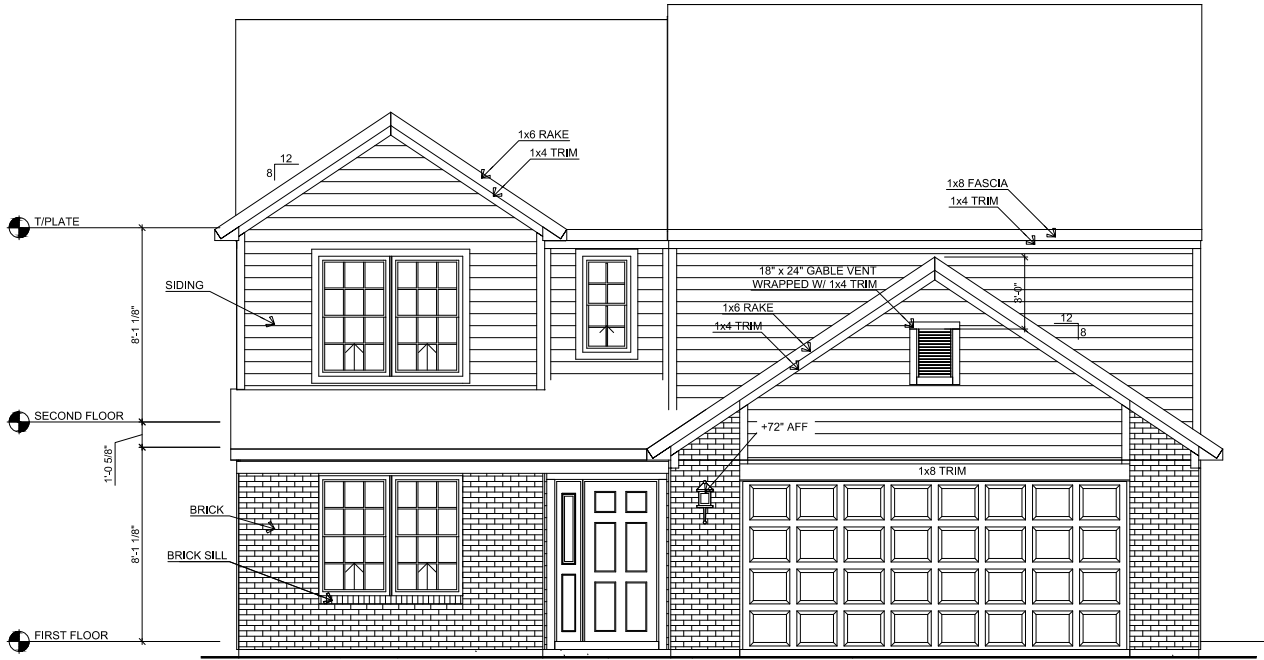 1x6 RAKE
1x4 TRIM
12
8
1x8 FASCIA
1x4 TRIM
T/PLATE
18" x 24" GABLE VENT
WRAPPED W/ 1x4 TRIM
3'-0"
SIDING
1x6 RAKE
1x4 TRIM
12
8
8'-1 1/8"
SECOND FLOOR
+72" AFF
1'-0 5/8"
1x8 TRIM
BRICK
8'-1 1/8"
BRICK SILL
FIRST FLOOR